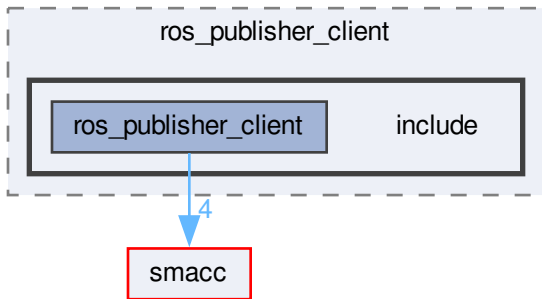 ros_publisher_client
ros_publisher_client include
4
smacc